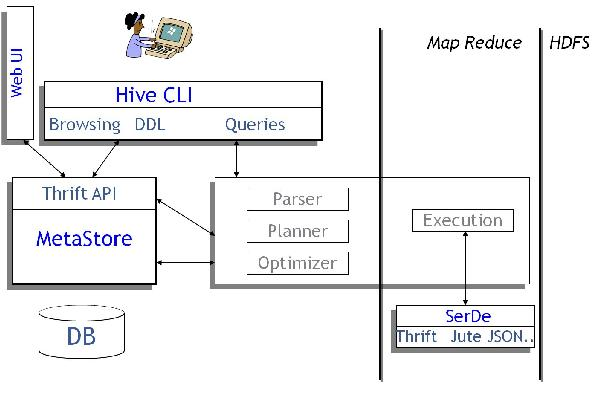 Web UI
Map Reduce
HDFS
Hive CLI
Browsing DDL Queries
Thrift API
MetaStore
Parser
Planner
Optimizer
Execution
SerDe
Thrift Jute JSON..
DB